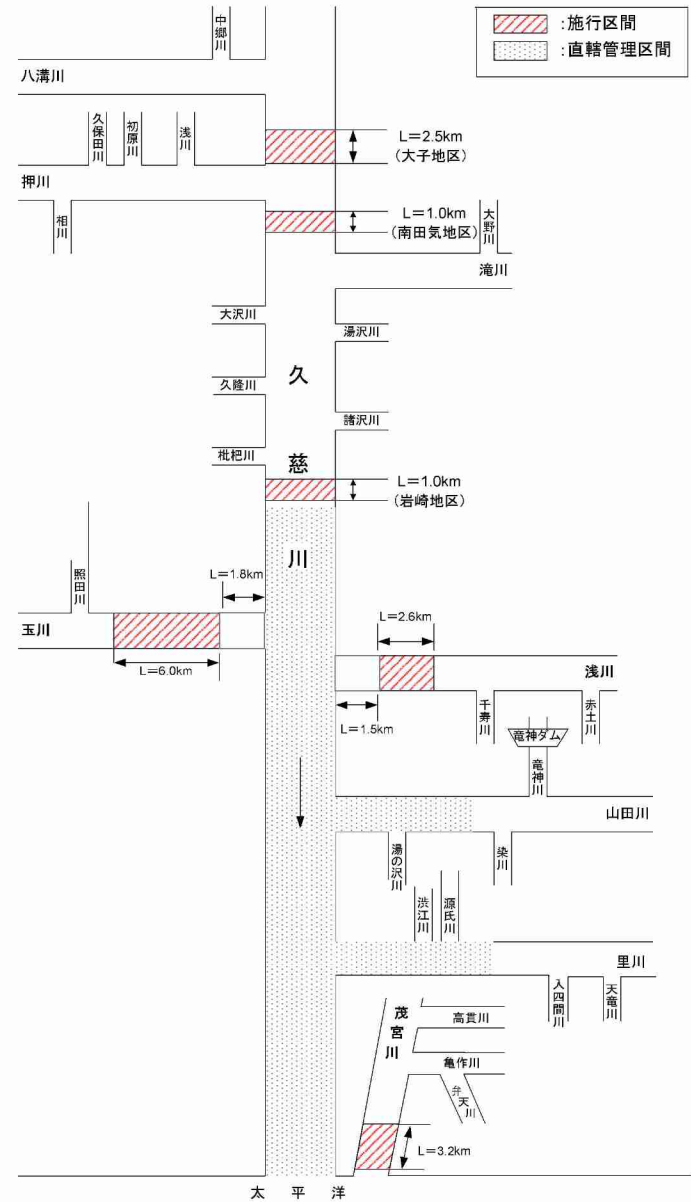 :施行区間
:直轄管理区間
中郷川
八溝川
久保田川
初原川
浅川
L=2.5km
(大子地区)
押川
相川
L=1.0km
(南田気地区)
大野川
滝川
大沢川
湯沢川
久慈川
久隆川
諸沢川
枇杷川
L=1.0km
(岩崎地区)
照田川
L=1.8km
玉川
L=6.0km
L=2.6km
浅川
L=1.5km
千寿川
赤土川
竜神ダム
竜神川
山田川
湯の沢川
染川
渋江川
源氏川
里川
入四間川
天竜川
茂宮川
高貫川
亀作川
弁天川
L=3.2km
太平洋